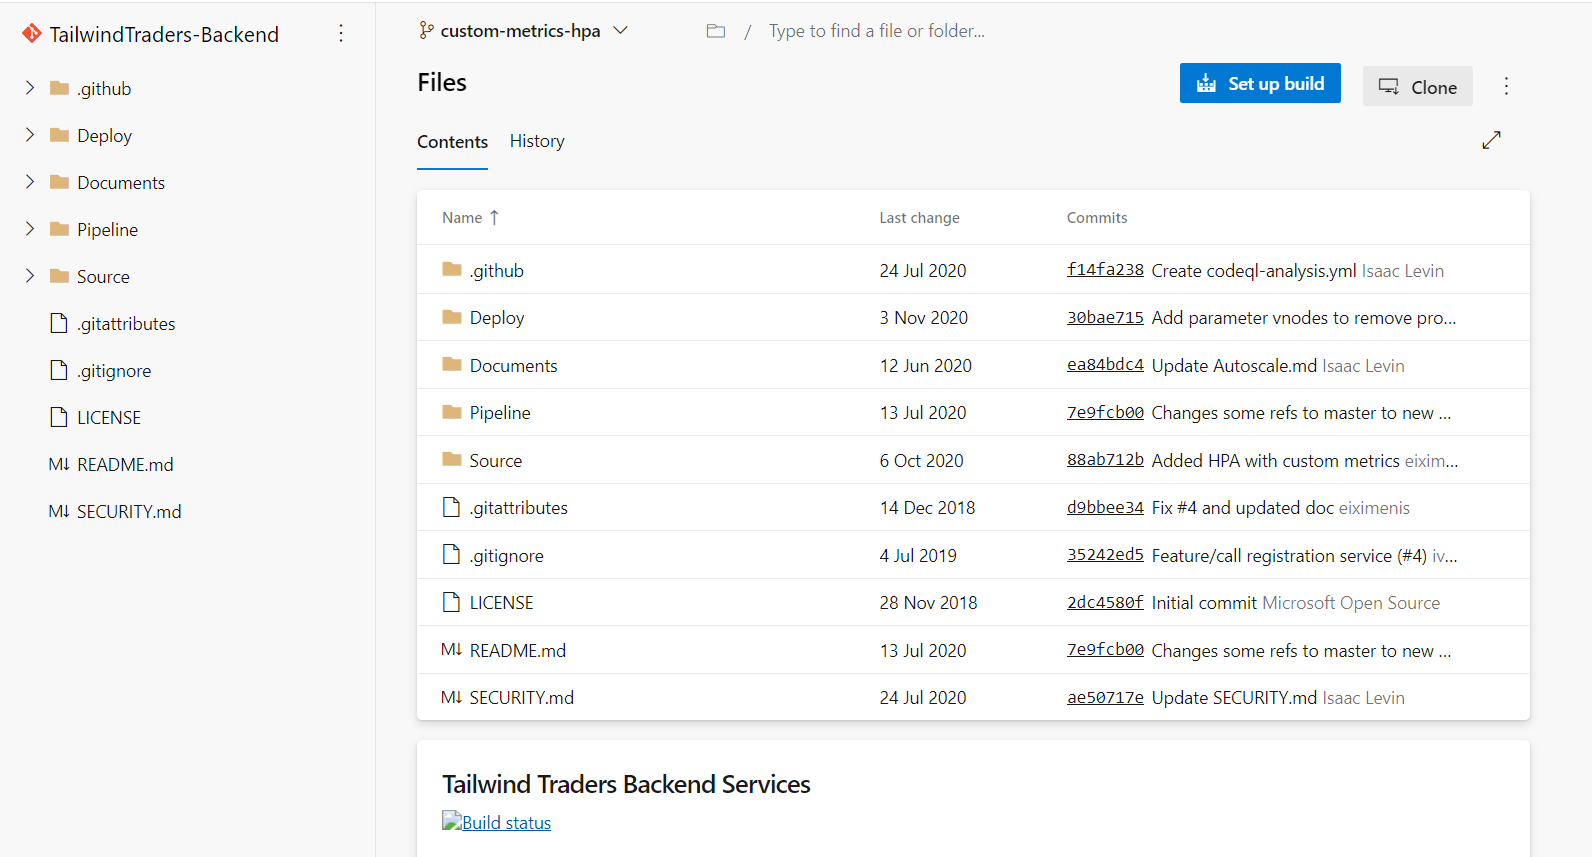 TailwindTraders-Backend
.github
Deploy
Documents
Pipeline
Source
.gitattributes
.gitignore
LICENSE
M↓ README.md
M↓ SECURITY.md
custom-metrics-hpa
/ Type to find a file or folder...
Files
Set up build
Clone
Contents History
Name ↑ Last change Commits
.github 24 Jul 2020 f14fa238 Create codeql-analysis.yml Isaac Levin
Deploy 3 Nov 2020 30bae715 Add parameter vnodes to remove pro...
Documents 12 Jun 2020 ea84bdc4 Update Autoscale.md Isaac Levin
Pipeline 13 Jul 2020 7e9fcb00 Changes some refs to master to new ...
Source 6 Oct 2020 88ab712b Added HPA with custom metrics eixim...
.gitattributes 14 Dec 2018 d9bbee34 Fix #4 and updated doc eiximenis
.gitignore 4 Jul 2019 35242ed5 Feature/call registration service (#4) iv...
LICENSE 28 Nov 2018 2dc4580f Initial commit Microsoft Open Source
M↓ README.md 13 Jul 2020 7e9fcb00 Changes some refs to master to new ...
M↓ SECURITY.md 24 Jul 2020 ae50717e Update SECURITY.md Isaac Levin
Tailwind Traders Backend Services
Build status